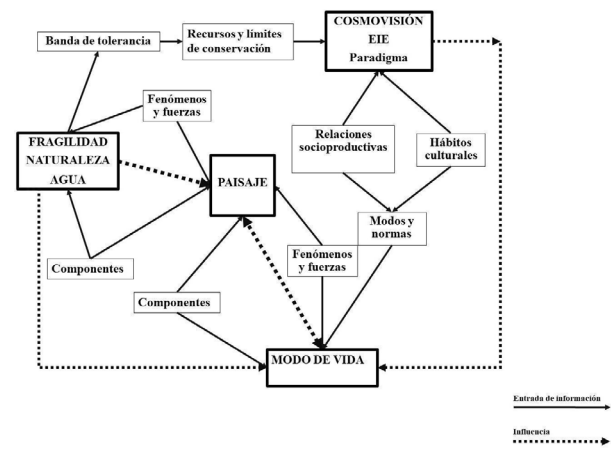 COSMOVISIÓN
EIE
Paradigma
Banda de tolerancia
Recursos y límites
de conservación
Fenómenos
y fuerzas
FRAGILIDAD
NATURALEZA
AGUA
Relaciones
socioproductivas
Hábitos
culturales
PAISAJE
Modos y
normas
Fenómenos
y fuerzas
Componentes
Componentes
MODO DE VIDA
Entrada de información
Influencia